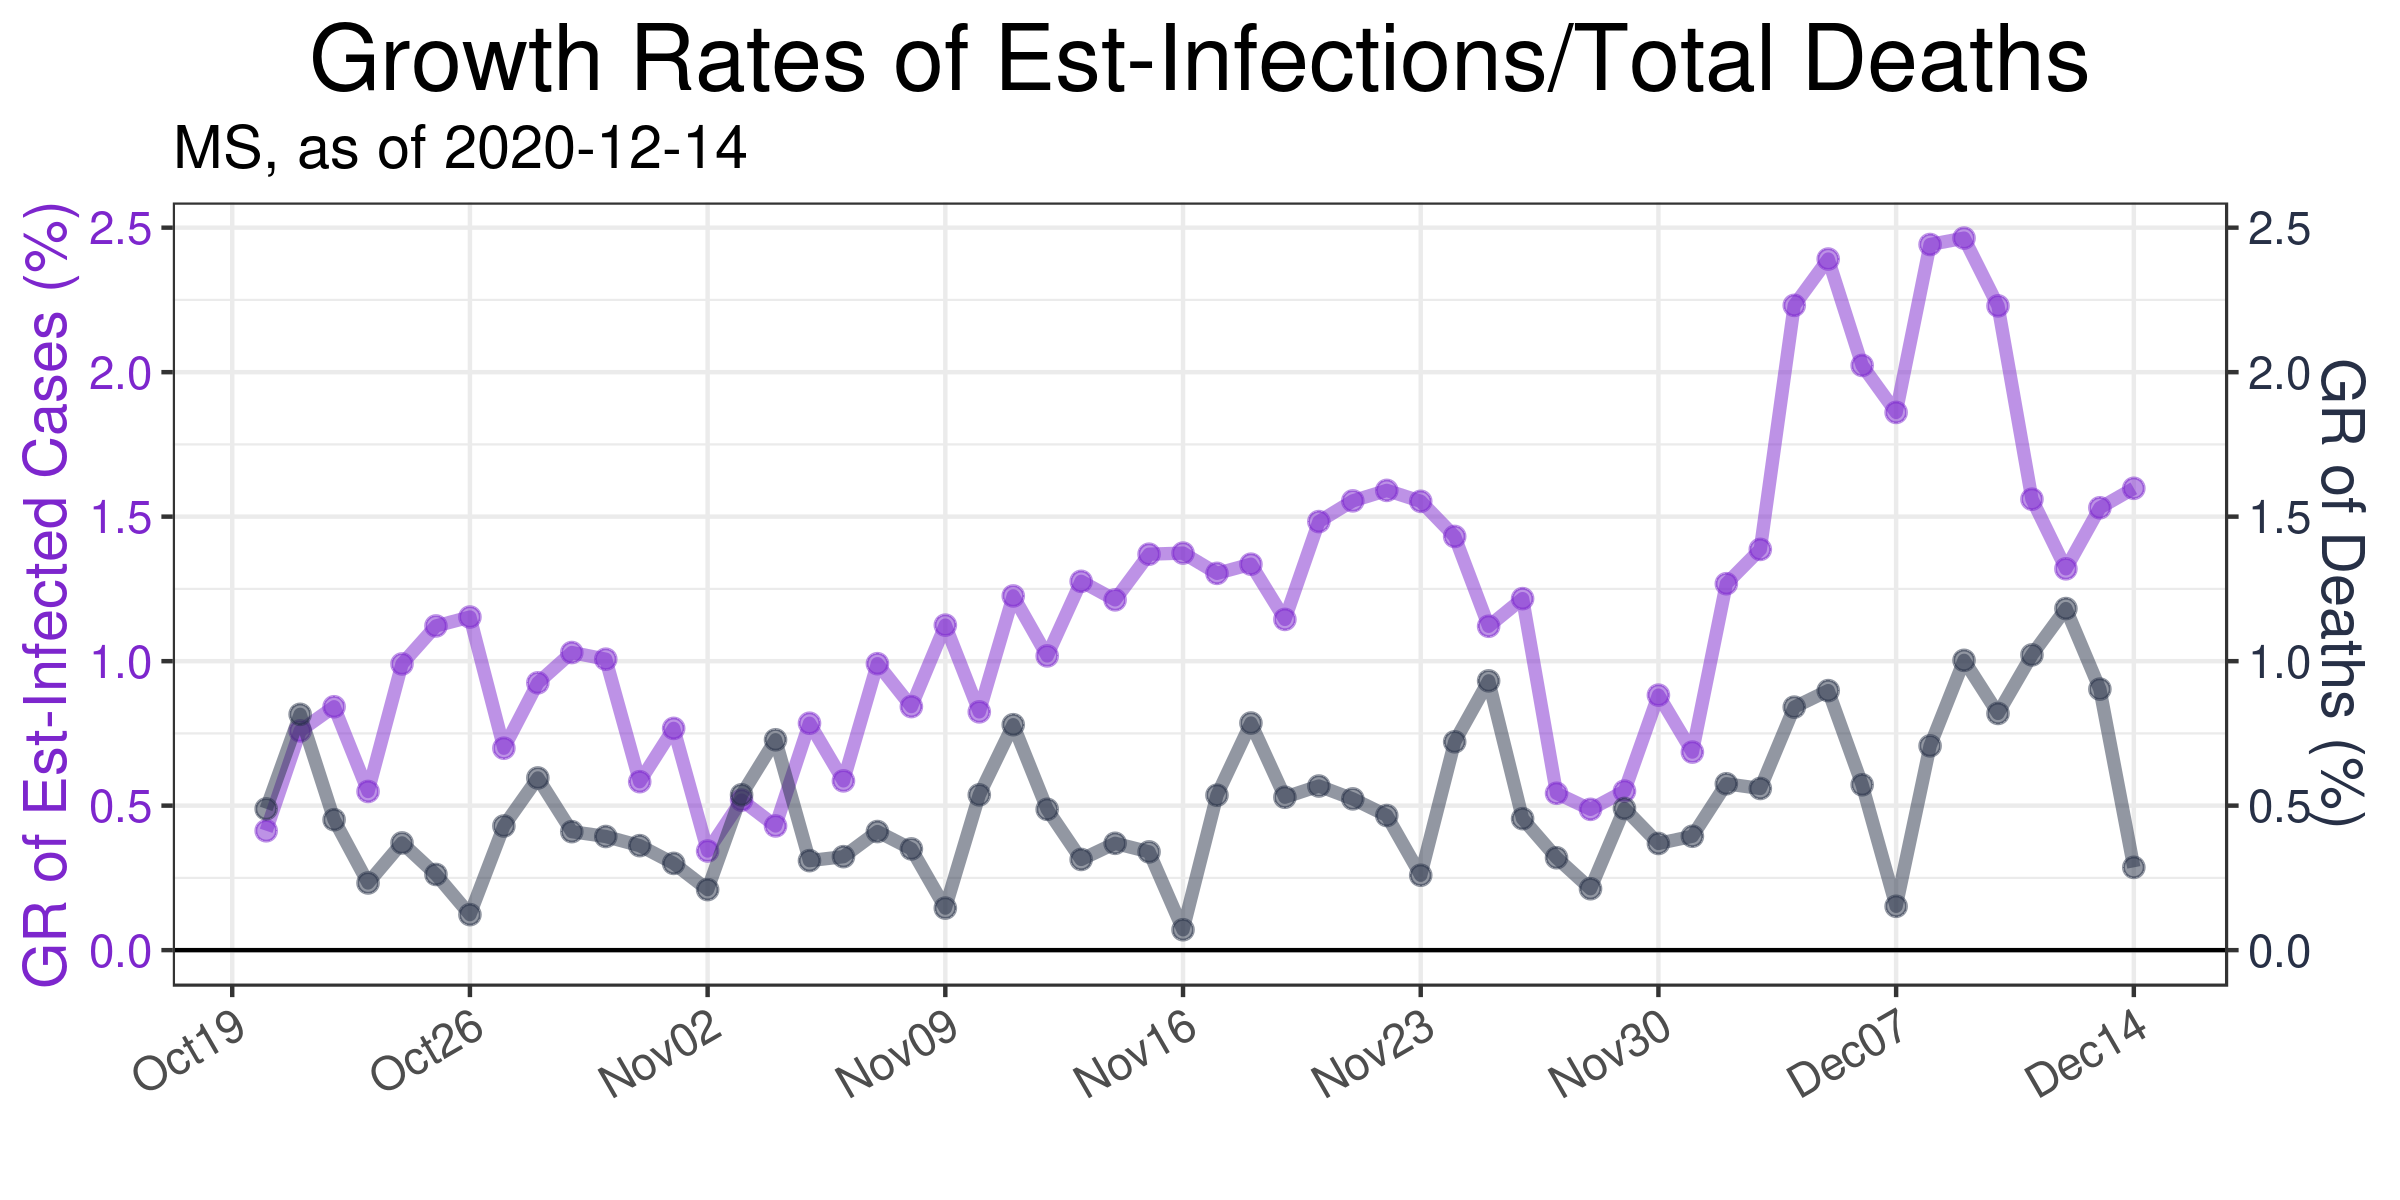 Growth Rates of Est-Infections/Total Deaths
MS, as of 2020-12-14
GR of Est-Infected Cases (%)
2.5
2.0
1.5
1.0
0.5
0.0
2.5
2.0
1.5
1.0
0.5
0.0
GR of Deaths (%)
Oct19
Oct26
Nov02
Nov09
Nov16
Nov23
Nov30
Dec07
Dec14